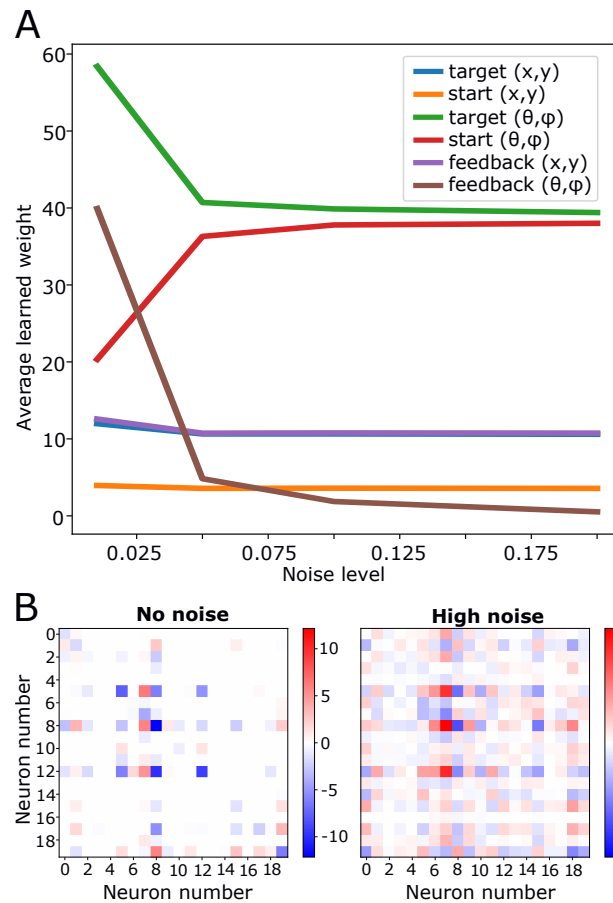 A
60
50
40
30
20
10
0
Average learned weight
target (x,y)
start (x,y)
target (θ,φ)
start (θ,φ)
feedback (x,y)
feedback (θ,φ)
0.025 0.075 0.125 0.175
Noise level
B
No noise
High noise
Neuron number
0
2
4
6
8
10
12
14
16
18
0 2 4 6 8 10 12 14 16 18
Neuron number
10
5
0
-5
-10
0 2 4 6 8 10 12 14 16 18
Neuron number